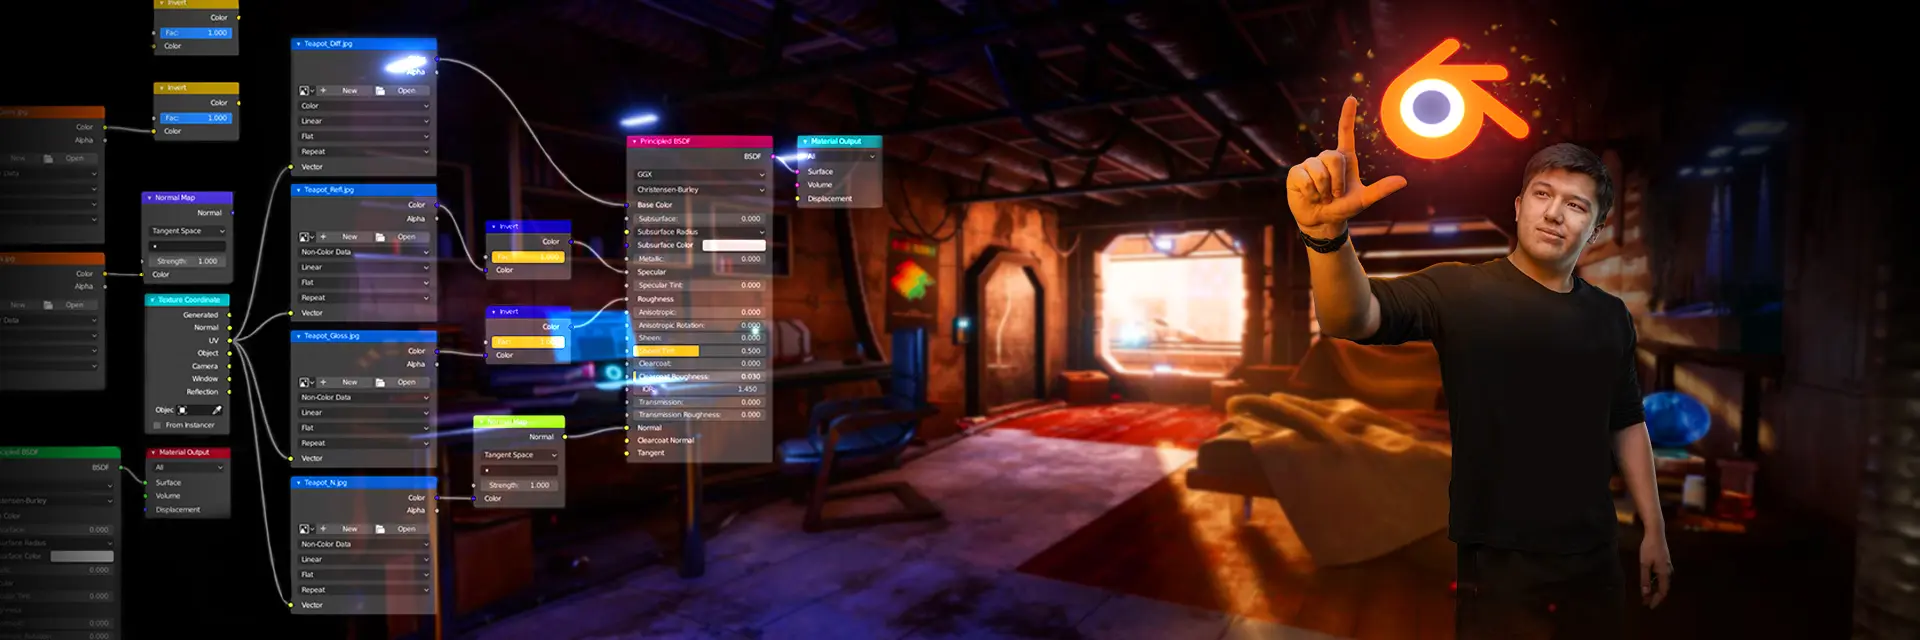 Invert
Color
Fac: 1.000
Color
Invert
Color
Fac: 1.000
Color
Color
Alpha
New Open
Normal Map
Normal
Tangent Space
Strength: 1.000
Color
Color
Alpha
New Open
Texture Coordinate
Generated
Normal
UV
Object
Camera
Window
Reflection
Objec
From Instancer
BSDF
Material Output
All
Surface
Volume
Displacement
Teapot_Diff.jpg
Alpha
New Open
Color
Linear
Flat
Repeat
Vector
Teapot_Refl.jpg
Color
Alpha
New Open
Non-Color Data
Linear
Flat
Repeat
Vector
Teapot_Gloss.jpg
Color
Alpha
New Open
Non-Color Data
Linear
Flat
Repeat
Vector
Teapot_N.jpg
Color
Alpha
New Open
Non-Color Data
Linear
Flat
Repeat
Vector
Invert
Color
Color
Invert
Color
Color
Normal
Tangent Space
Strength: 1.000
Color
Principled BSDF
BSDF
GGX
Christensen-Burley
Base Color
Subsurface: 0.000
Subsurface Radius
Subsurface Color
Metallic: 0.000
Specular
Specular Tint: 0.000
Roughness
Anisotropic: 0.000
Anisotropic Rotation: 0.000
Sheen: 0.000
0.500
Clearcoat: 0.000
Clearcoat Roughness: 0.030
IOR: 1.450
Transmission: 0.000
Transmission Roughness: 0.000
Normal
Clearcoat Normal
Tangent
Material Output
All
Surface
Volume
Displacement